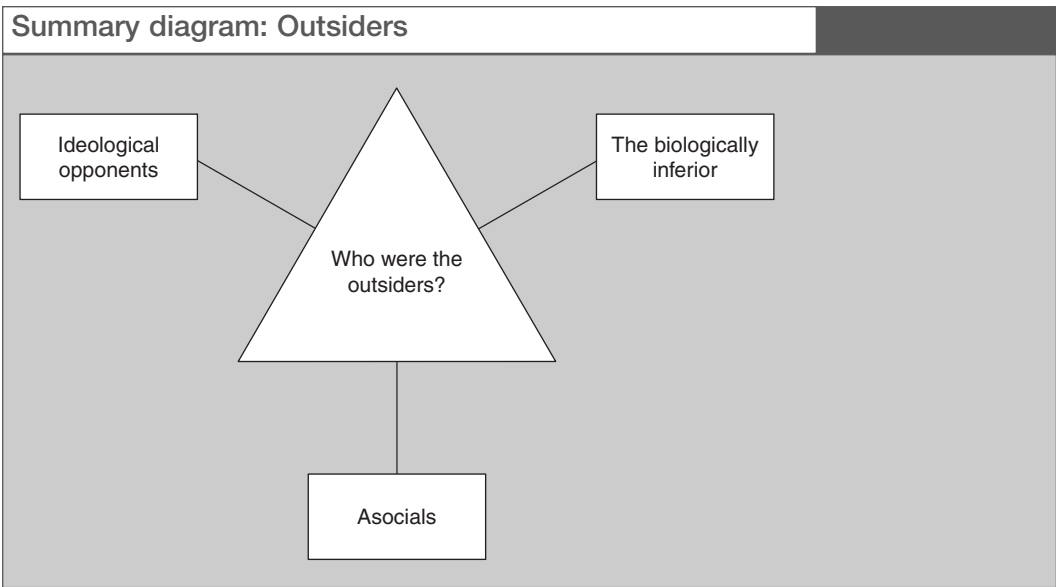 Summary diagram: Outsiders
Ideological
opponents
The biologically
inferior
Who were the
outsiders?
Asocials